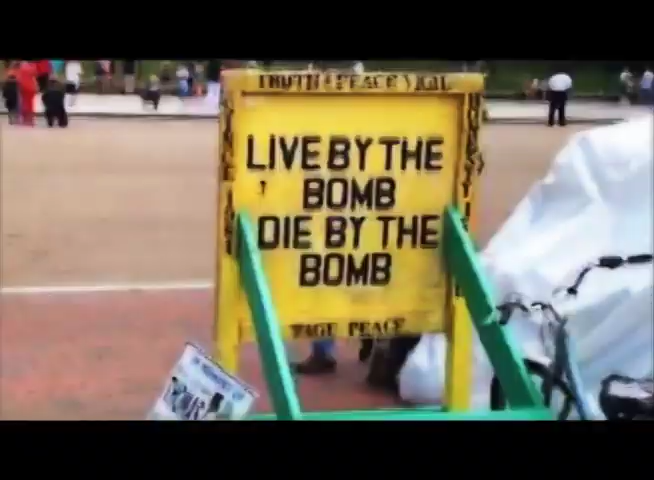 TRUTH & PEACE VIGIL
LIVE BY THE
BOMB
DIE BY THE
BOMB
WAGE PEACE